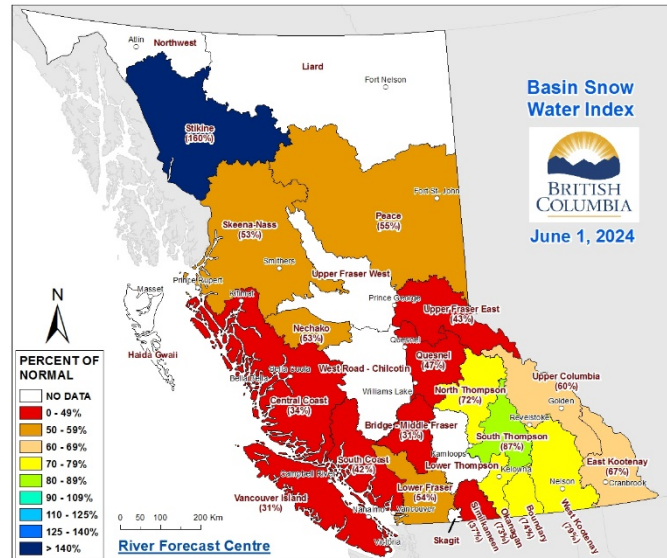 Atlin
Northwest
Liard
Fort Nelson
Basin Snow
Water Index
BRITISH
COLUMBIA
June 1, 2024
Stikine
(180%)
Fort St. John
Skeena-Nass
(53%)
Peace
(55%)
Smithers
Upper Fraser West
Prince Rupert
Kitimat
Masset
Prince George
Upper Fraser East
(43%)
N
Nechako
(53%)
Quesnel
Haida Gwaii
Quesnel
(47%)
Upper Columbia
(60%)
PERCENT OF
NORMAL
NO DATA
0 - 49%
50 - 59%
60 - 69%
70 - 79%
80 - 89%
90 - 109%
110 - 125%
125 - 140%
> 140%
Bella Coola
Bella Bella
West Road - Chilcotin
North Thompson
(72%)
Golden
Williams Lake
Central Coast
(34%)
Revelstoke
Bridge-Middle Fraser
(31%)
South Thompson
(87%)
Kamloops
East Kootenay
(67%)
Cranbrook
South Coast
(42%)
Campbell River
Lower Thompson
Kelowna
Vancouver Island
(31%)
Lower Fraser
(54%)
Nelson
Nanaimo
Vancouver
Victoria
Skagit
Similkameen
(37%)
Okanagan
(73%)
Boundary
(74%)
West Kootenay
(79%)
0 50 100 200 Km
River Forecast Centre